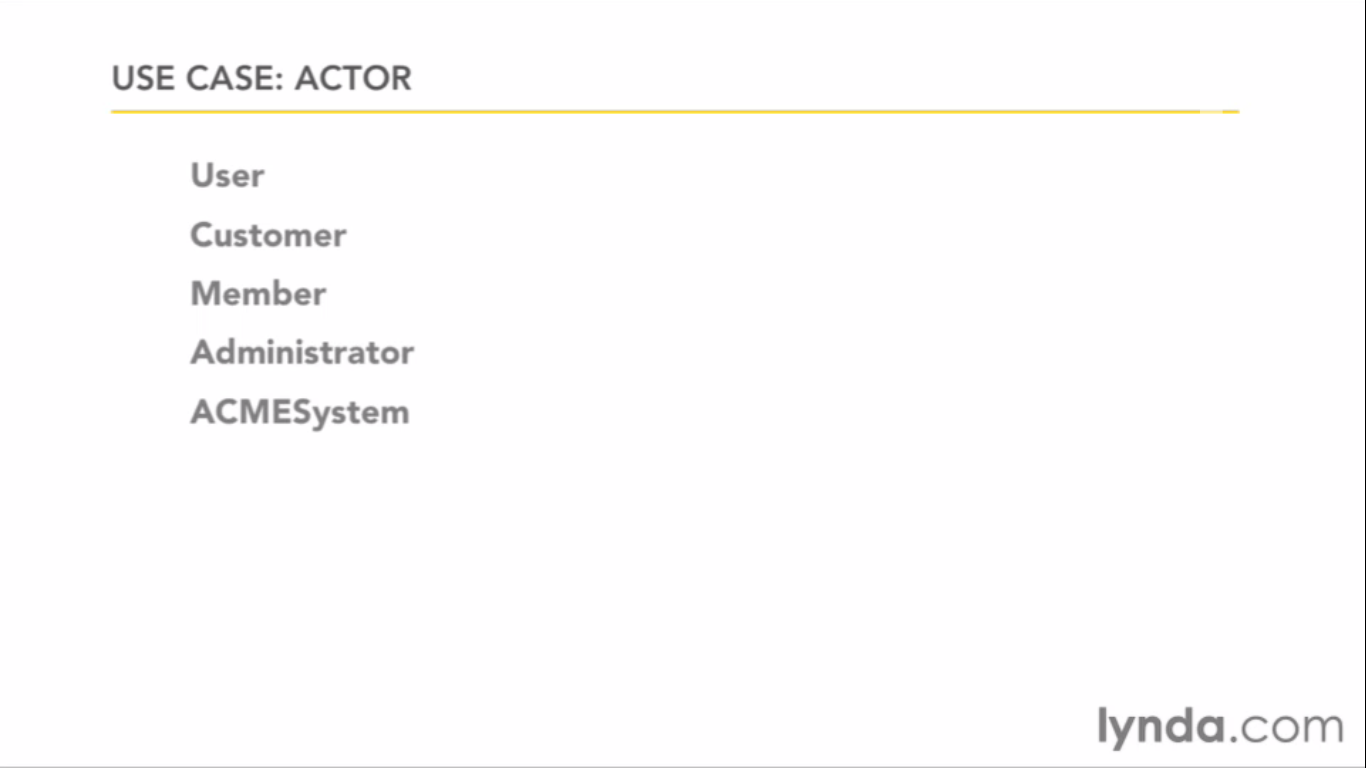 USE CASE: ACTOR
User
Customer
Member
Administrator
ACMESystem
lynda.com